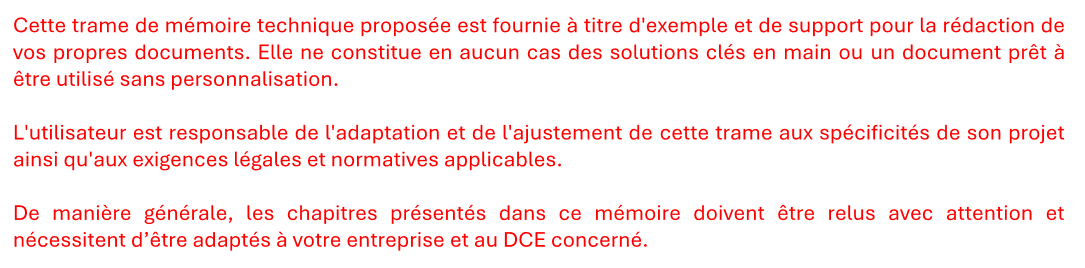 Cette trame de mémoire technique proposée est fournie à titre d'exemple et de support pour la rédaction de
vos propres documents. Elle ne constitue en aucun cas des solutions clés en main ou un document prêt à
être utilisé sans personnalisation.
L'utilisateur est responsable de l'adaptation et de l'ajustement de cette trame aux spécificités de son projet
ainsi qu'aux exigences légales et normatives applicables.
De manière générale, les chapitres présentés dans ce mémoire doivent être relus avec attention et
nécessitent d’être adaptés à votre entreprise et au DCE concerné.